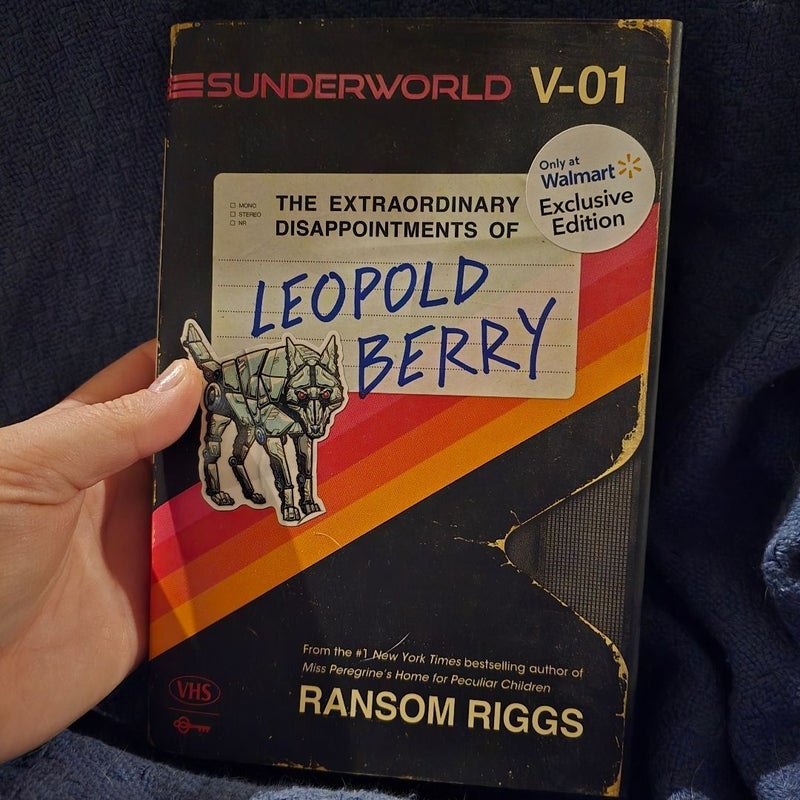 SUNDERWORLD V-01
Only at
Walmart
Exclusive
Edition
MONO
STEREO
NR
THE EXTRAORDINARY
DISAPPOINTMENTS OF
LEOPOLD
BERRY
From the #1 New York Times bestselling author of
Miss Peregrine's Home for Peculiar Children
RANSOM RIGGS
VHS